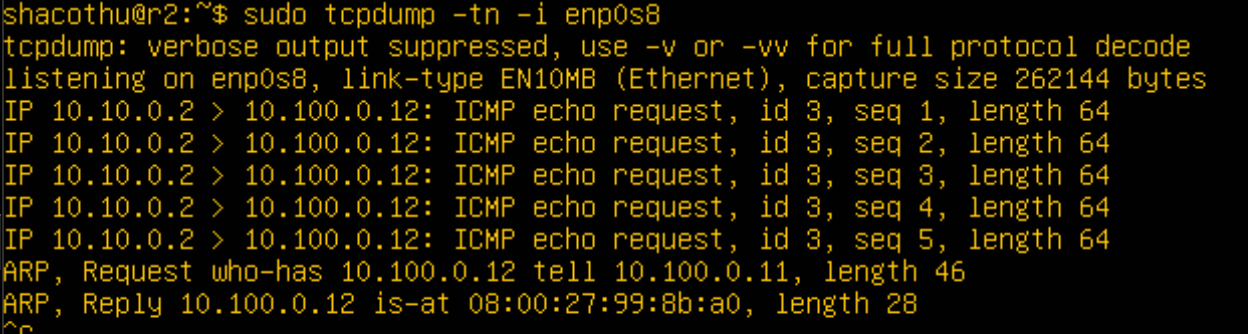 shacothu@r2:~$ sudo tcpdump -tn -i enp0s8
tcpdump: verbose output suppressed, use -v or -vv for full protocol decode
listening on enp0s8, link-type EN10MB (Ethernet), capture size 262144 bytes
IP 10.10.0.2 > 10.100.0.12: ICMP echo request, id 3, seq 1, length 64
IP 10.10.0.2 > 10.100.0.12: ICMP echo request, id 3, seq 2, length 64
IP 10.10.0.2 > 10.100.0.12: ICMP echo request, id 3, seq 3, length 64
IP 10.10.0.2 > 10.100.0.12: ICMP echo request, id 3, seq 4, length 64
IP 10.10.0.2 > 10.100.0.12: ICMP echo request, id 3, seq 5, length 64
ARP, Request who-has 10.100.0.12 tell 10.100.0.11, length 46
ARP, Reply 10.100.0.12 is-at 08:00:27:99:8b:a0, length 28